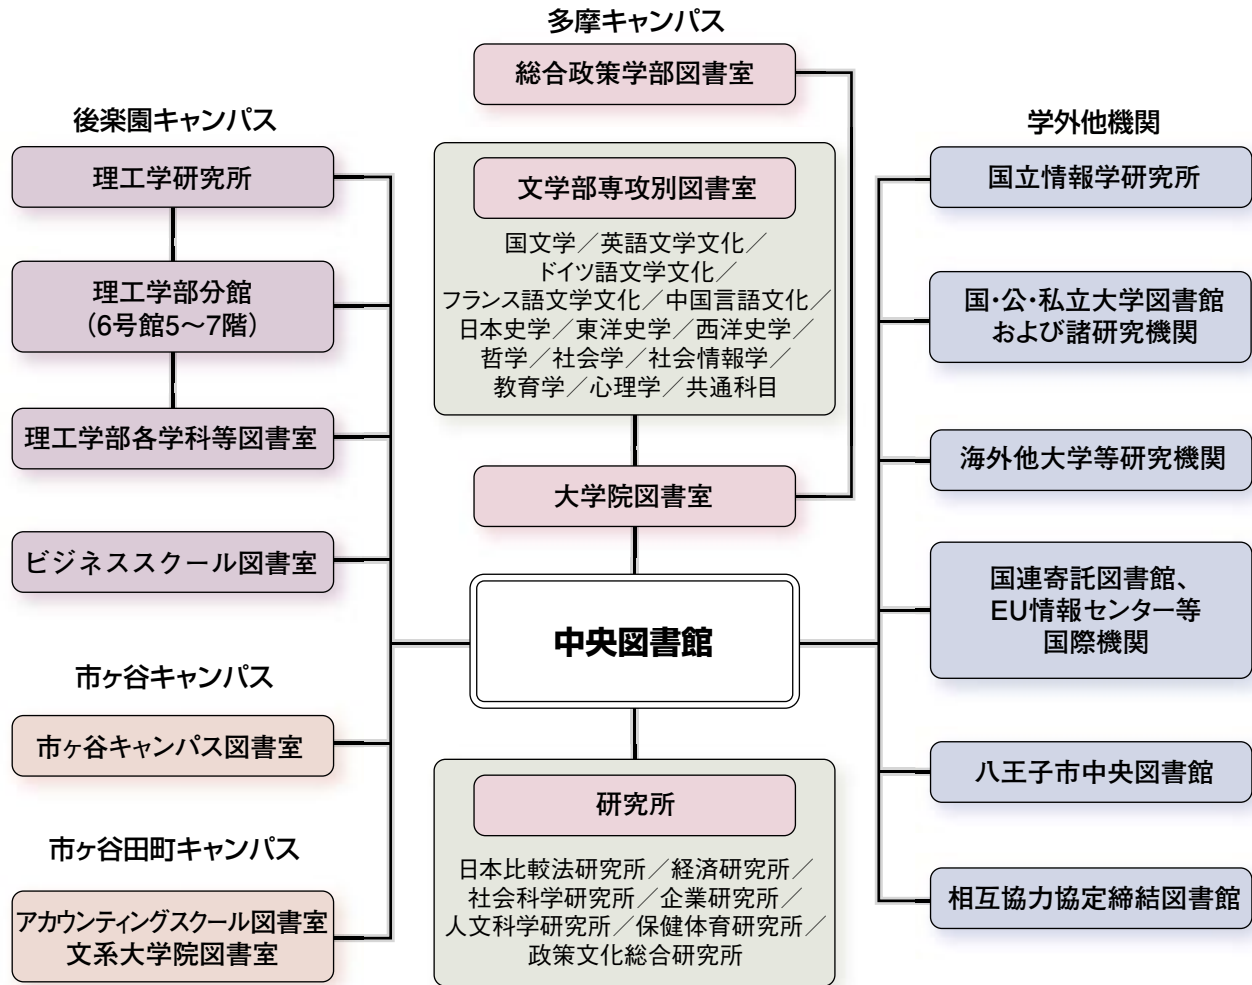 多摩キャンパス
総合政策学部図書室
文学部専攻別図書室
国文学／英語文学文化／
ドイツ語文学文化／
フランス語文学文化／中国言語文化／
日本史学／東洋史学／西洋史学／
哲学／社会学／社会情報学／
教育学／心理学／共通科目
大学院図書室
中央図書館
研究所
日本比較法研究所／経済研究所／
社会科学研究所／企業研究所／
人文科学研究所／保健体育研究所／
政策文化総合研究所
後楽園キャンパス
理工学研究所
理工学部分館
（6号館5〜7階）
理工学部各学科等図書室
ビジネススクール図書室
市ヶ谷キャンパス
市ヶ谷キャンパス図書室
市ヶ谷田町キャンパス
アカウンティングスクール図書室
文系大学院図書室
学外他機関
国立情報学研究所
国・公・私立大学図書館
および諸研究機関
海外他大学等研究機関
国連寄託図書館、
EU情報センター等
国際機関
八王子市中央図書館
相互協力協定締結図書館